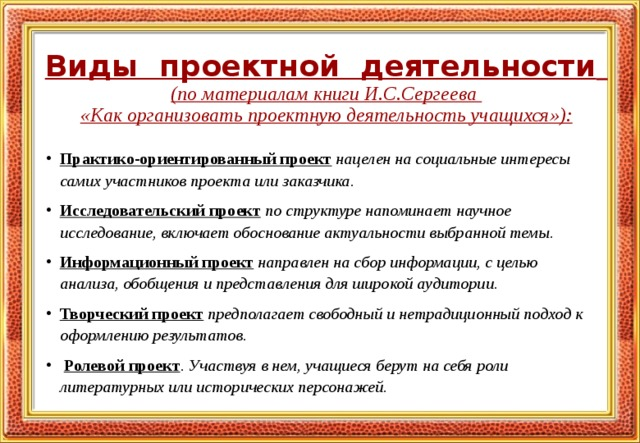 Виды проектной деятельности
(по материалам книги И.С.Сергеева
«Как организовать проектную деятельность учащихся»):
• Практико-ориентированный проект нацелен на социальные интересы
самих участников проекта или заказчика.
• Исследовательский проект по структуре напоминает научное
исследование, включает обоснование актуальности выбранной темы.
• Информационный проект направлен на сбор информации, с целью
анализа, обобщения и представления для широкой аудитории.
• Творческий проект предполагает свободный и нетрадиционный подход к
оформлению результатов.
• Ролевой проект. Участвуя в нем, учащиеся берут на себя роли
литературных или исторических персонажей.